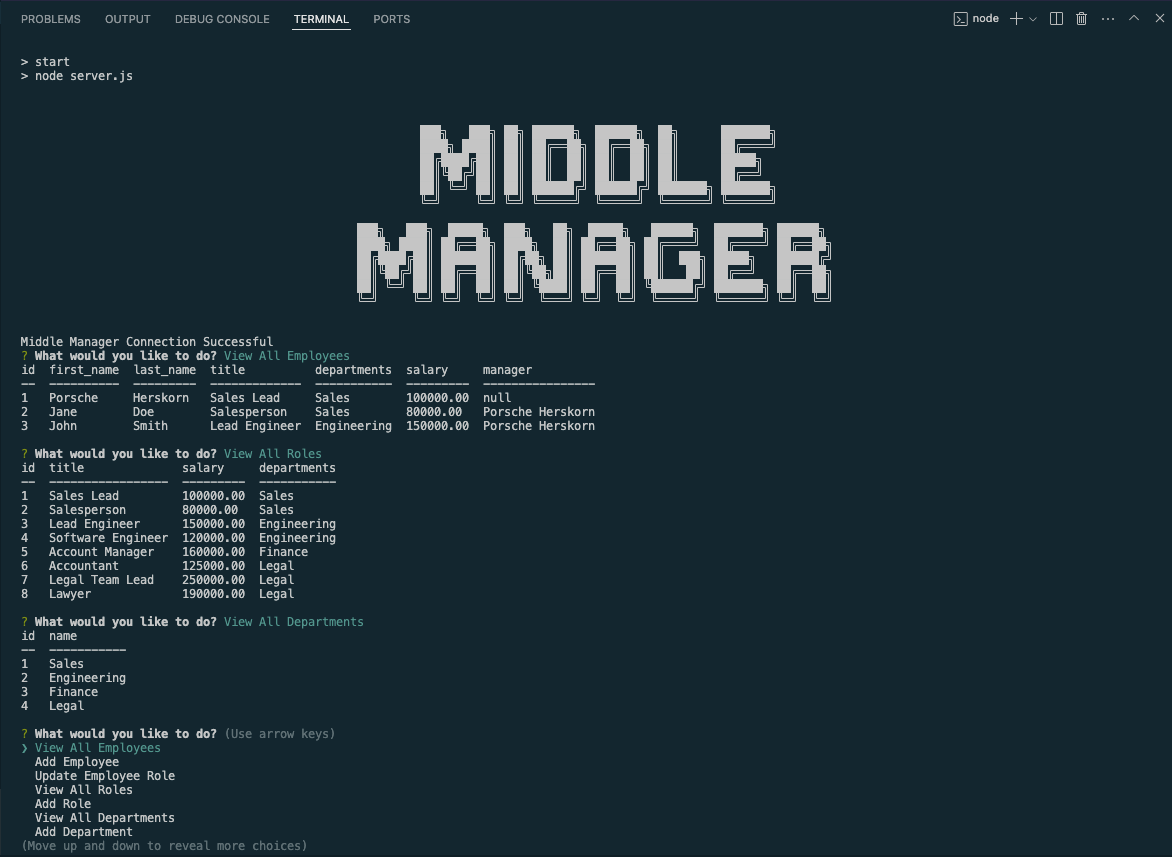 PROBLEMS OUTPUT DEBUG CONSOLE TERMINAL PORTS node
> start
> node server.js
MIDDLE
MANAGER
Middle Manager Connection Successful
? What would you like to do? View All Employees
id  first_name  last_name  title          departments  salary     manager
──  ──────────  ─────────  ─────────────  ───────────  ─────────  ────────────────
1   Porsche     Herskorn   Sales Lead     Sales        100000.00  null
2   Jane        Doe        Salesperson    Sales        80000.00   Porsche Herskorn
3   John        Smith      Lead Engineer  Engineering  150000.00  Porsche Herskorn
? What would you like to do? View All Roles
id  title              salary     departments
──  ─────────────────  ─────────  ───────────
1   Sales Lead         100000.00  Sales
2   Salesperson        80000.00   Sales
3   Lead Engineer      150000.00  Engineering
4   Software Engineer  120000.00  Engineering
5   Account Manager    160000.00  Finance
6   Accountant         125000.00  Legal
7   Legal Team Lead    250000.00  Legal
8   Lawyer             190000.00  Legal
? What would you like to do? View All Departments
id  name
──  ───────────
1   Sales
2   Engineering
3   Finance
4   Legal
? What would you like to do? (Use arrow keys)
❯ View All Employees
  Add Employee
  Update Employee Role
  View All Roles
  Add Role
  View All Departments
  Add Department
(Move up and down to reveal more choices)